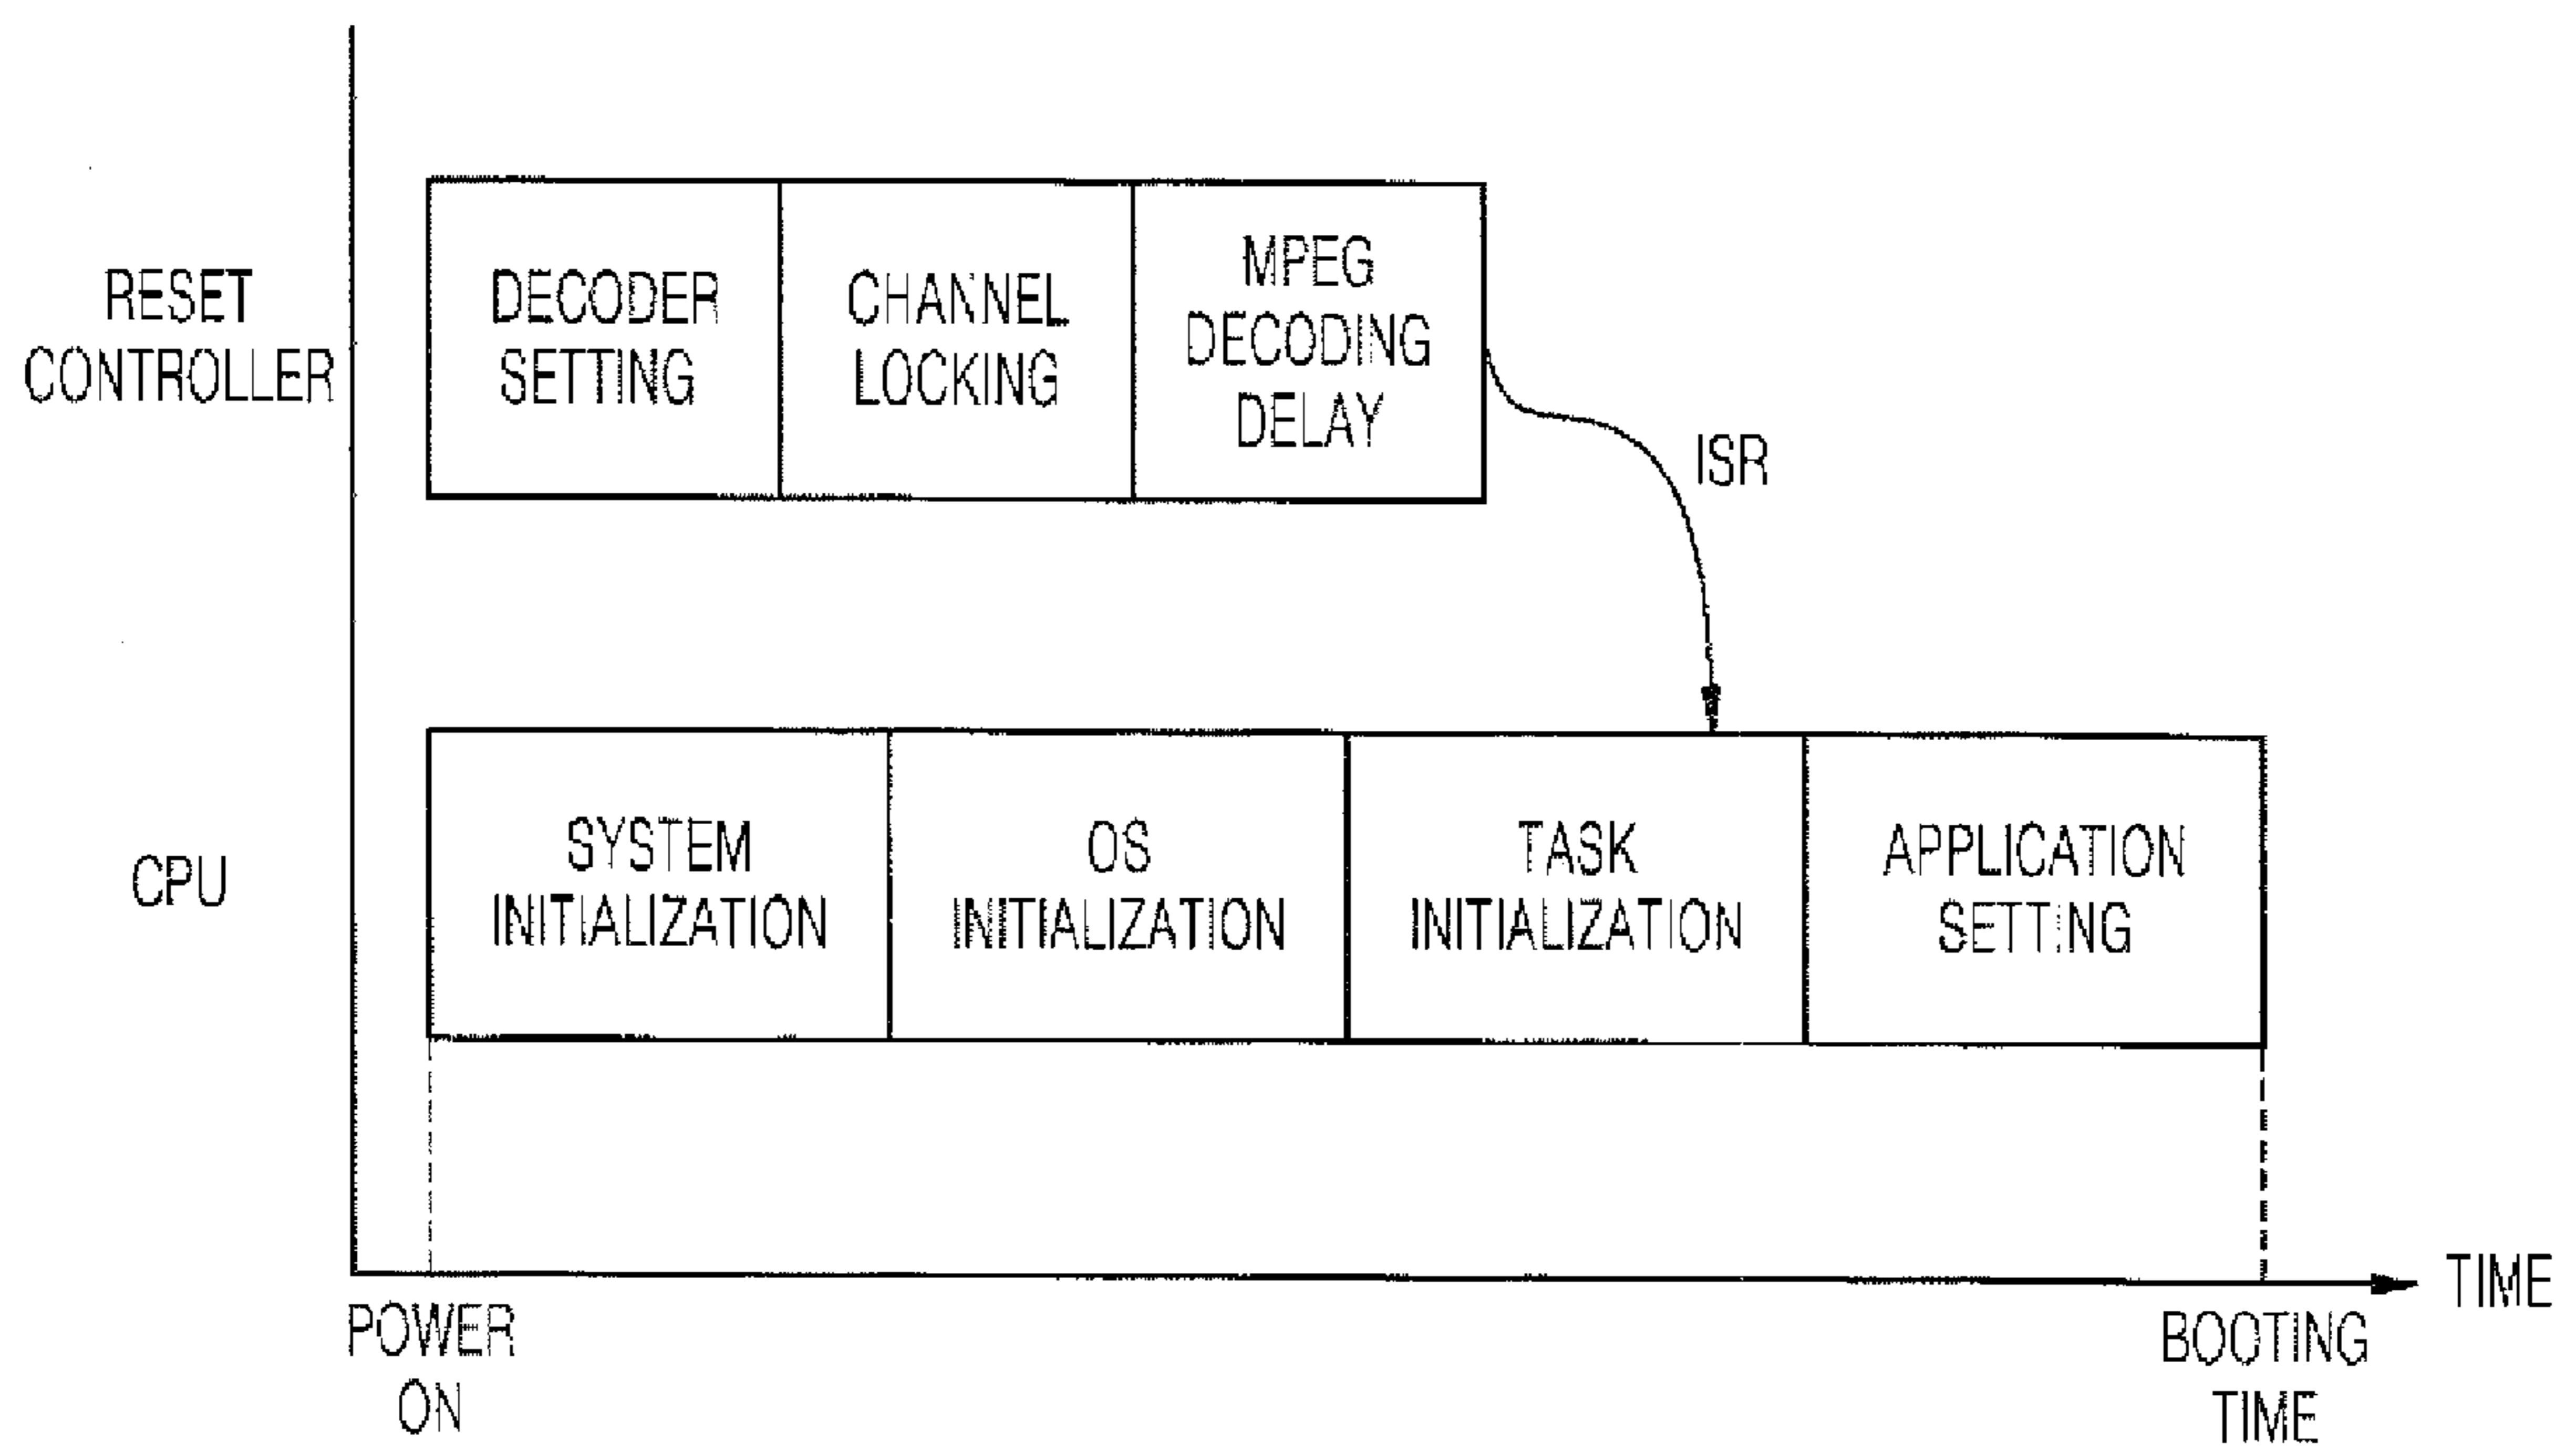 RESET
CONTROLLER
DECODER
SETTING
CHANNEL
LOCKING
MPEG
DECODING
DELAY
ISR
CPU
SYSTEM
INITIALIZATION
OS
INITIALIZATION
TASK
INITIALIZATION
APPLICATION
SETTING
TIME
POWER
ON
BOOTING
TIME